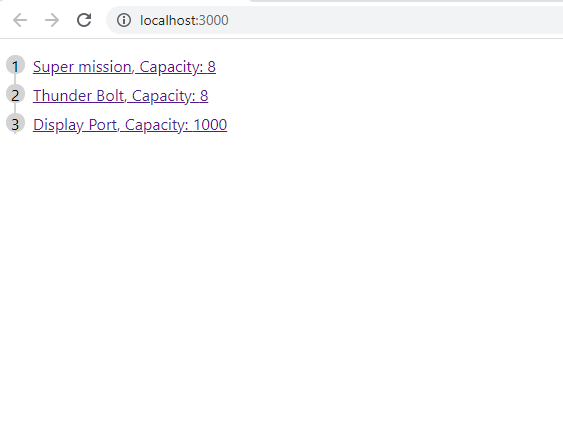 localhost:3000
1 Super mission, Capacity: 8
2 Thunder Bolt, Capacity: 8
3 Display Port, Capacity: 1000